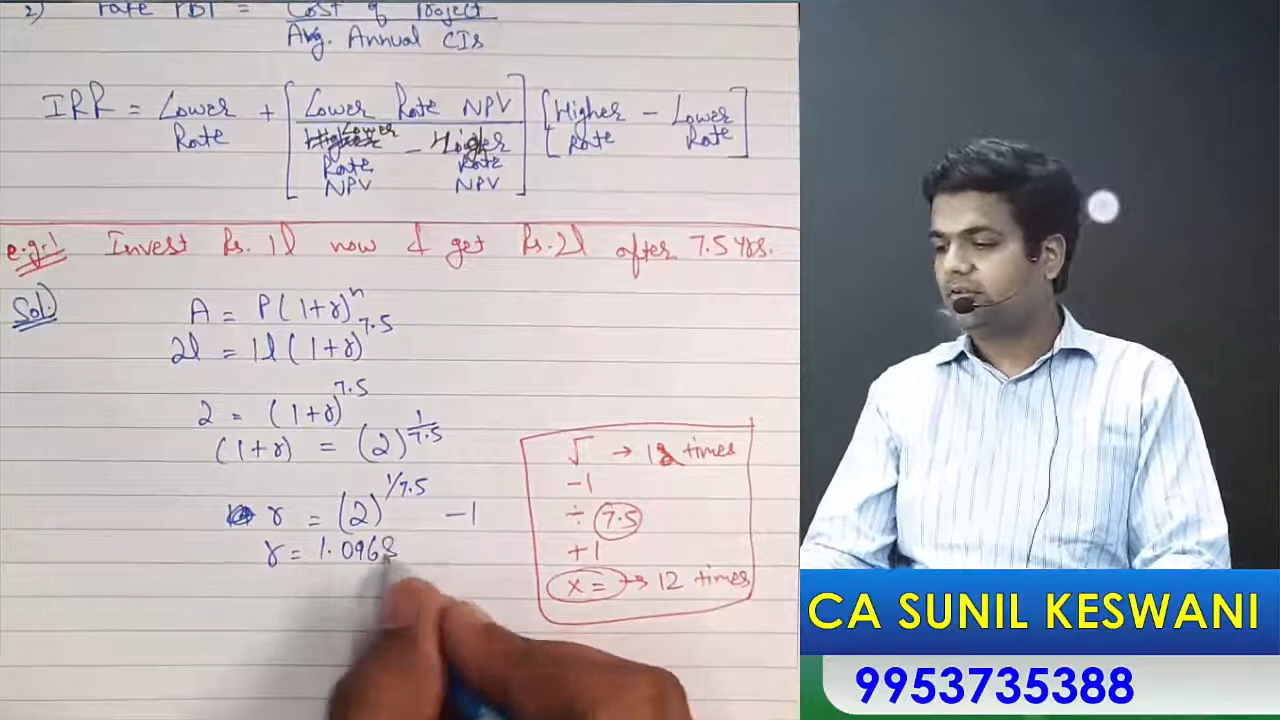 2) rate PBP = Cost of Project
Avg. Annual CIs
IRR = Lower Rate + [Lower Rate NPV / Lower Rate NPV - Higher Rate NPV] [Higher Rate - Lower Rate]
e.g.1 Invest Rs. 1l now & get Rs. 2l after 7.5 yrs.
Sol.)
A = P(1+r)^n
2l = 1l(1+r)^7.5
2 = (1+r)^7.5
(1+r) = (2)^1/7.5
r = (2)^1/7.5 -1
r = 1.0968
√ → 12 times
-1
÷ 7.5
+1
x= → 12 times
CA SUNIL KESWANI
9953735388